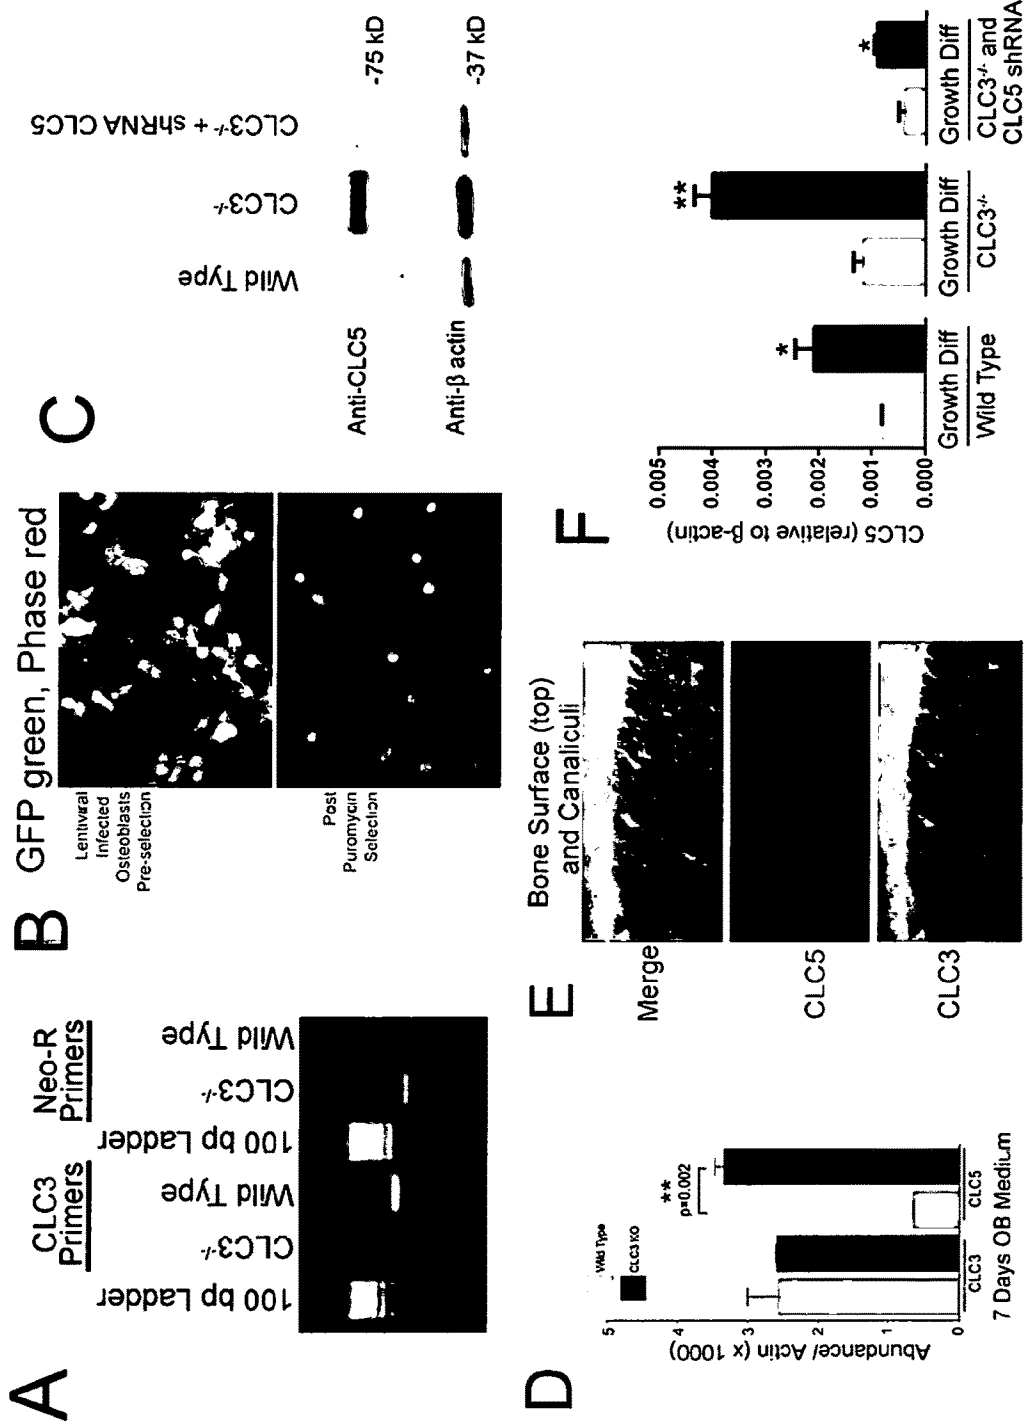 A
CLC3
Primers
Neo-R
Primers
100 bp Ladder
CLC3-/-
Wild Type
100 bp Ladder
CLC3-/-
Wild Type
B
GFP green, Phase red
Lentiviral
Infected
Osteoblasts
Pre-selection
Post
Puromycin
Selection
C
Wild Type
CLC3-/-
CLC3-/- + shRNA CLC5
Anti-CLC5
-75 kD
Anti-β actin
-37 kD
D
Abundance/ Actin (x 1000)
5
4
3
2
1
0
Wild Type
CLC3 KO
**
p=0.002
CLC3
CLC5
7 Days OB Medium
E
Bone Surface (top)
and Canaliculi
Merge
CLC5
CLC3
F
CLC5 (relative to β-actin)
0.005
0.004
0.003
0.002
0.001
0.000
*
**
*
Growth Diff
Growth Diff
Growth Diff
Wild Type
CLC3-/-
CLC3-/- and
CLC5 shRNA